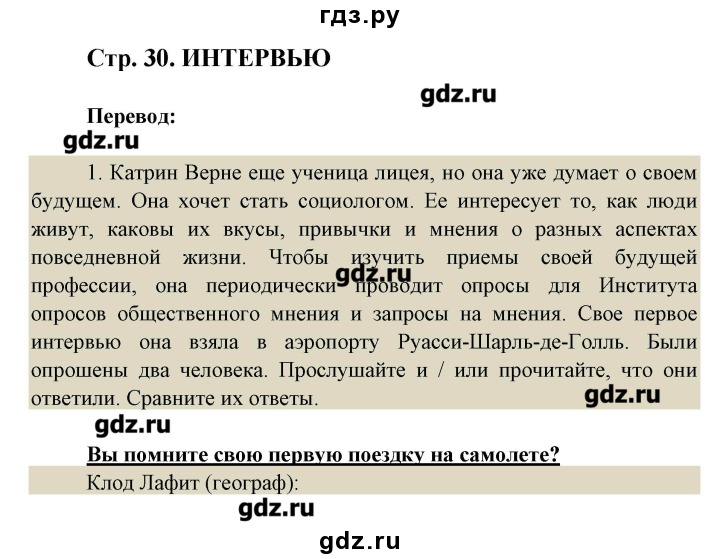 гдз.ру
Стр. 30. ИНТЕРВЬЮ
gdz.ru
Перевод:
gdz.ru
1. Катрин Верне еще ученица лицея, но она уже думает о своем
будущем. Она хочет стать социологом. Ее интересует то, как люди
живут, каковы их вкусы, привычки и мнения о разных аспектах
повседневной жизни. Чтобы изучить приемы своей будущей
gdz.ru
профессии, она периодически проводит опросы для Института
опросов общественного мнения и запросы на мнения. Свое первое
интервью она взяла в аэропорту Руасси-Шарль-де-Голль. Были
опрошены два человека. Прослушайте и / или прочитайте, что они
ответили. Сравните их ответы.
gdz.ru
gdz.ru
Вы помните свою первую поездку на самолете?
Клод Лафит (географ):
gdz.ru
gdz.ru